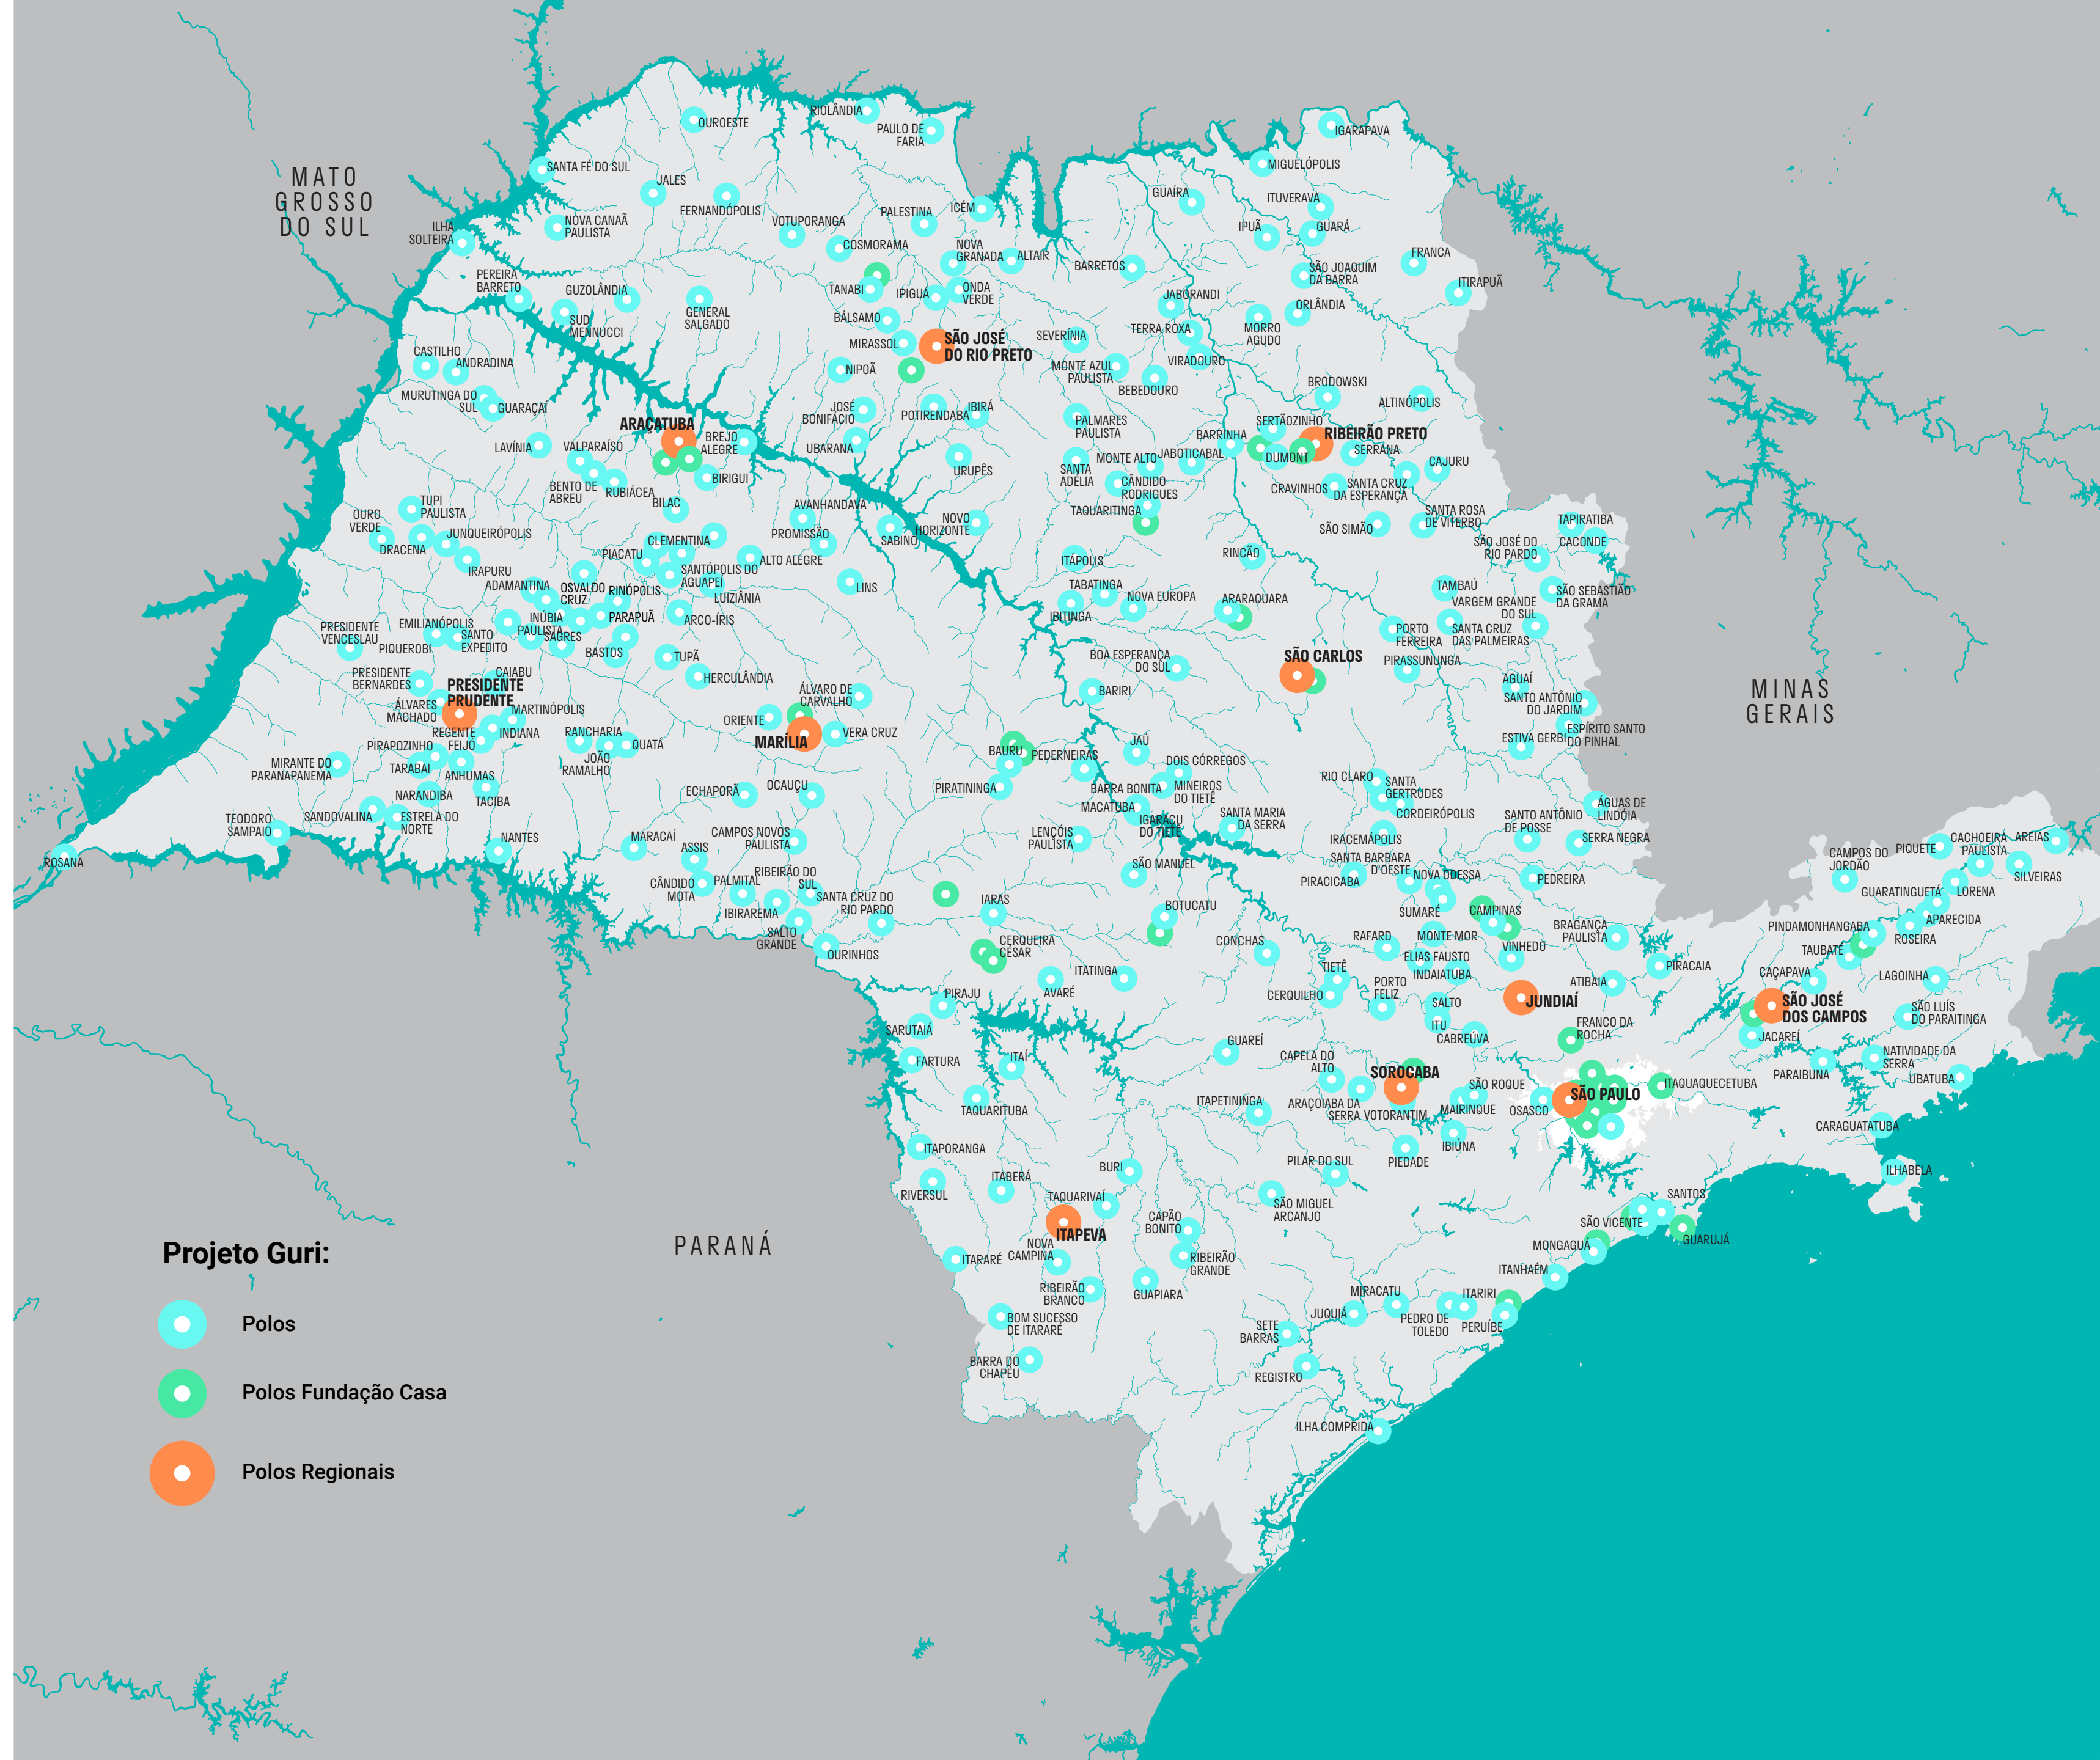 RIOLÂNDIA
OUROESTE
PAULO DE
FARIA
IGARAPAVA
SANTA FÉ DO SUL
MIGUELÓPOLIS
MATO
GROSSO
DO SUL
JALES
FERNANDÓPOLIS
GUAÍRA
ITUVERAVA
ICÉM
PALESTINA
VOTUPORANGA
NOVA CANAÃ
PAULISTA
ILHA
SOLTEIRA
IPUÃ
GUARÁ
COSMORAMA
NOVA
GRANADA
ALTAIR
BARRETOS
FRANCA
SÃO JOAQUIM
DA BARRA
PEREIRA
BARRETO
GUZOLÂNDIA
TANABI
IPIGUÁ
ONDA
VERDE
ITIRAPUÃ
JABORANDI
ORLÂNDIA
SUD
MENNUCCI
GENERAL
SALGADO
BÁLSAMO
MORRO
AGUDO
TERRA ROXA
SEVERÍNIA
MIRASSOL
SÃO JOSÉ
DO RIO PRETO
CASTILHO
ANDRADINA
NIPOÃ
MONTE AZUL
PAULISTA
VIRADOURO
BEBEDOURO
BRODOWSKI
ALTINÓPOLIS
MURUTINGA DO
SUL
GUARAÇAÍ
JOSÉ
BONIFÁCIO
POTIRENDABA
IBIRÁ
PALMARES
PAULISTA
ARAÇATUBA
SERTÃOZINHO
RIBEIRÃO PRETO
LAVÍNIA
VALPARAÍSO
BREJO
ALEGRE
UBARANA
BARRINHA
SERRANA
DUMONT
JABOTICABAL
MONTE ALTO
SANTA
ADÉLIA
URUPÊS
CAJURU
BIRIGUI
BENTO DE
ABREU
RUBIÁCEA
CÂNDIDO
RODRIGUES
CRAVINHOS
SANTA CRUZ
DA ESPERANÇA
BILAC
AVANHANDAVA
TAQUARITINGA
TUPI
PAULISTA
OURO
VERDE
SANTA ROSA
DE VITERBO
SÃO SIMÃO
TAPIRATIBA
CACONDE
NOVO
HORIZONTE
SABINO
PROMISSÃO
CLEMENTINA
JUNQUEIRÓPOLIS
DRACENA
PIACATU
ALTO ALEGRE
ITÁPOLIS
RINCÃO
SÃO JOSÉ DO
RIO PARDO
IRAPURU
SANTÓPOLIS DO
AGUAPEÍ
ADAMANTINA
OSVALDO
CRUZ
RINÓPOLIS
LUIZIÂNIA
LINS
TABATINGA
NOVA EUROPA
ARARAQUARA
TAMBAÚ
SÃO SEBASTIÃO
DA GRAMA
VARGEM GRANDE
DO SUL
IBITINGA
INÚBIA
PAULISTA
PARAPUÃ
ARCO-ÍRIS
EMILIANÓPOLIS
PRESIDENTE
VENCESLAU
PIQUEROBI
SANTO
EXPEDITO
SAGRES
BASTOS
TUPÃ
PORTO
FERREIRA
SANTA CRUZ
DAS PALMEIRAS
BOA ESPERANÇA
DO SUL
SÃO CARLOS
PIRASSUNUNGA
PRESIDENTE
BERNARDES
CAIABU
HERCULÂNDIA
AGUAÍ
PRESIDENTE
PRUDENTE
ÁLVARO DE
CARVALHO
BARIRI
SANTO ANTÔNIO
DO JARDIM
MINAS
GERAIS
ÁLVARES
MACHADO
MARTINÓPOLIS
ORIENTE
REGENTE
FEIJÓ
INDIANA
RANCHARIA
MARÍLIA
VERA CRUZ
ESPÍRITO SANTO
DO PINHAL
ESTIVA GERBI
PIRAPOZINHO
QUATÁ
JOÃO
RAMALHO
BAURU
PEDERNEIRAS
JAÚ
DOIS CÓRREGOS
MIRANTE DO
PARANAPANEMA
TARABAI
ANHUMAS
RIO CLARO
SANTA
GERTRUDES
NARANDIBA
TACIBA
ECHAPORÃ
OCAUÇU
PIRATININGA
BARRA BONITA
MINEIROS
DO TIETÊ
MACATUBA
CORDEIRÓPOLIS
ÁGUAS DE
LINDÓIA
SANDOVALINA
ESTRELA DO
NORTE
IGARAÇU
DO TIETÊ
SANTA MARIA
DA SERRA
SANTO ANTÔNIO
DE POSSE
TEODORO
SAMPAIO
NANTES
MARACAÍ
CAMPOS NOVOS
PAULISTA
LENÇÓIS
PAULISTA
IRACEMÁPOLIS
SERRA NEGRA
ASSIS
CACHOEIRA
PAULISTA
AREIAS
PIQUETE
ROSANA
SANTA BARBARA
D'OESTE
CAMPOS DO
JORDÃO
SÃO MANUEL
RIBEIRÃO DO
SUL
CÂNDIDO
MOTA
PALMITAL
PIRACICABA
NOVA ODESSA
PEDREIRA
SILVEIRAS
GUARATINGUETÁ
LORENA
SANTA CRUZ DO
RIO PARDO
IBIRAREMA
IARAS
BOTUCATU
SUMARÉ
CAMPINAS
APARECIDA
PINDAMONHANGABA
BRAGANÇA
PAULISTA
SALTO
GRANDE
CERQUEIRA
CÉSAR
CONCHAS
RAFARD
MONTE MOR
VINHEDO
ROSEIRA
TAUBATÉ
OURINHOS
ELIAS FAUSTO
INDAIATUBA
PIRACAIA
CAÇAPAVA
LAGOINHA
ITATINGA
AVARÉ
TIETÊ
PORTO
FELIZ
ATIBAIA
CERQUILHO
PIRAJU
SALTO
JUNDIAÍ
SÃO JOSÉ
DOS CAMPOS
SÃO LUÍS
DO PARAITINGA
SARUTAIÁ
ITU
CABREÚVA
FRANCO DA
ROCHA
JACAREÍ
GUAREÍ
FARTURA
ITAÍ
CAPELA DO
ALTO
SOROCABA
NATIVIDADE DA
SERRA
PARAIBUNA
UBATUBA
SÃO ROQUE
ITAQUAQUECETUBA
SÃO PAULO
TAQUARITUBA
ITAPETININGA
ARAÇOIABA DA
SERRA
VOTORANTIM
MAIRINQUE
OSASCO
CARAGUATATUBA
ITAPORANGA
IBIÚNA
PIEDADE
PILAR DO SUL
BURI
ITABERÁ
ILHABELA
RIVERSUL
TAQUARIVAÍ
SÃO MIGUEL
ARCANJO
SANTOS
SÃO VICENTE
CAPÃO
BONITO
ITAPEVA
PARANÁ
NOVA
CAMPINA
GUARUJÁ
MONGAGUÁ
ITARARÉ
RIBEIRÃO
GRANDE
ITANHAÉM
RIBEIRÃO
BRANCO
GUAPIARA
MIRACATU
ITARIRI
JUQUIÁ
PEDRO DE
TOLEDO
PERUÍBE
BOM SUCESSO
DE ITARARÉ
SETE
BARRAS
BARRA DO
CHAPÉU
REGISTRO
ILHA COMPRIDA
Projeto Guri:
Polos
Polos Fundação Casa
Polos Regionais